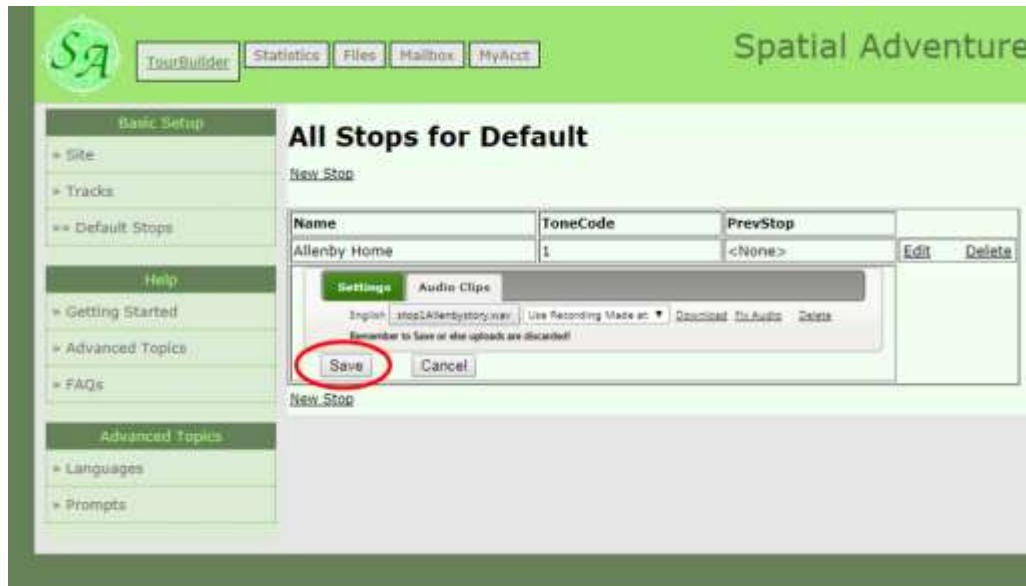 SA
TourBuilder Statistics Files Mailbox MyAcct
Spatial Adventure
Basic Setup
» Site
» Tracks
»» Default Stops
Help
» Getting Started
» Advanced Topics
» FAQs
Advanced Topics
» Languages
» Prompts
All Stops for Default
New Stop
Name ToneCode PrevStop
Allenby Home 1 <None> Edit Delete
Settings Audio Clips
English stop1Allenbystory.wav Use Recording Made at: Download Fix Audio Delete
Remember to Save or else uploads are discarded!
Save Cancel
New Stop